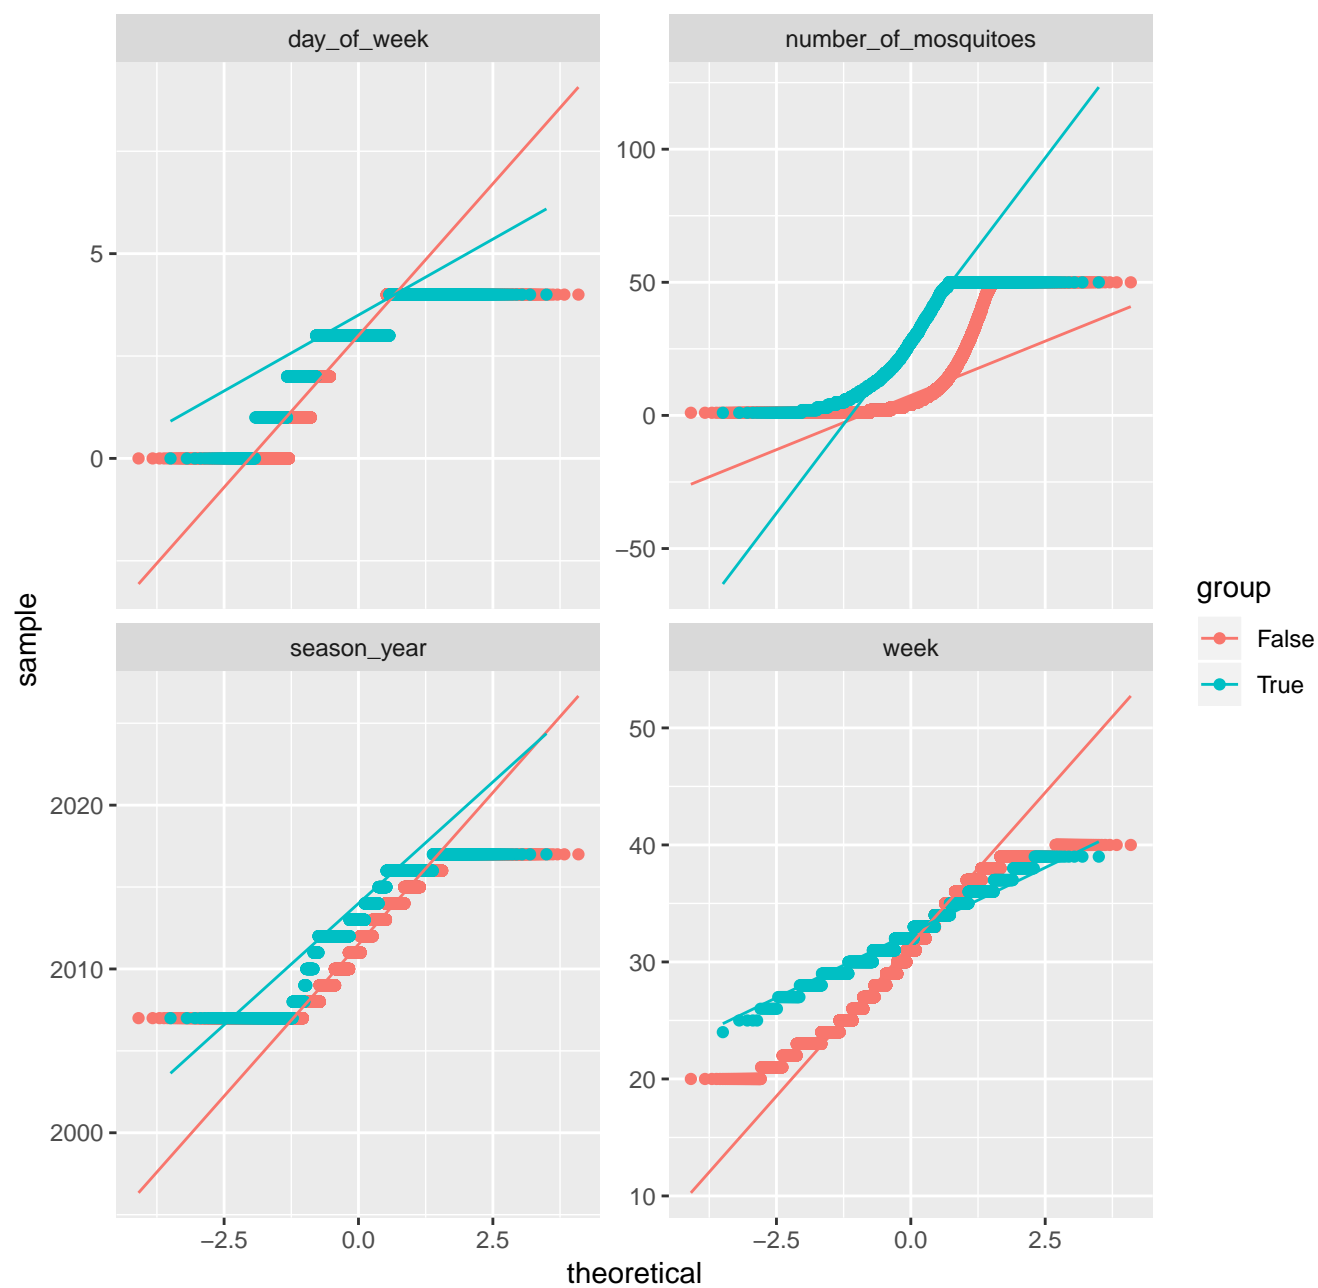 day_of_week
number_of_mosquitoes
5
0
100
50
0
−50
season_year
week
2020
2010
2000
50
40
30
20
10
−2.5
0.0
2.5
−2.5
0.0
2.5
sample
theoretical
group
False
True